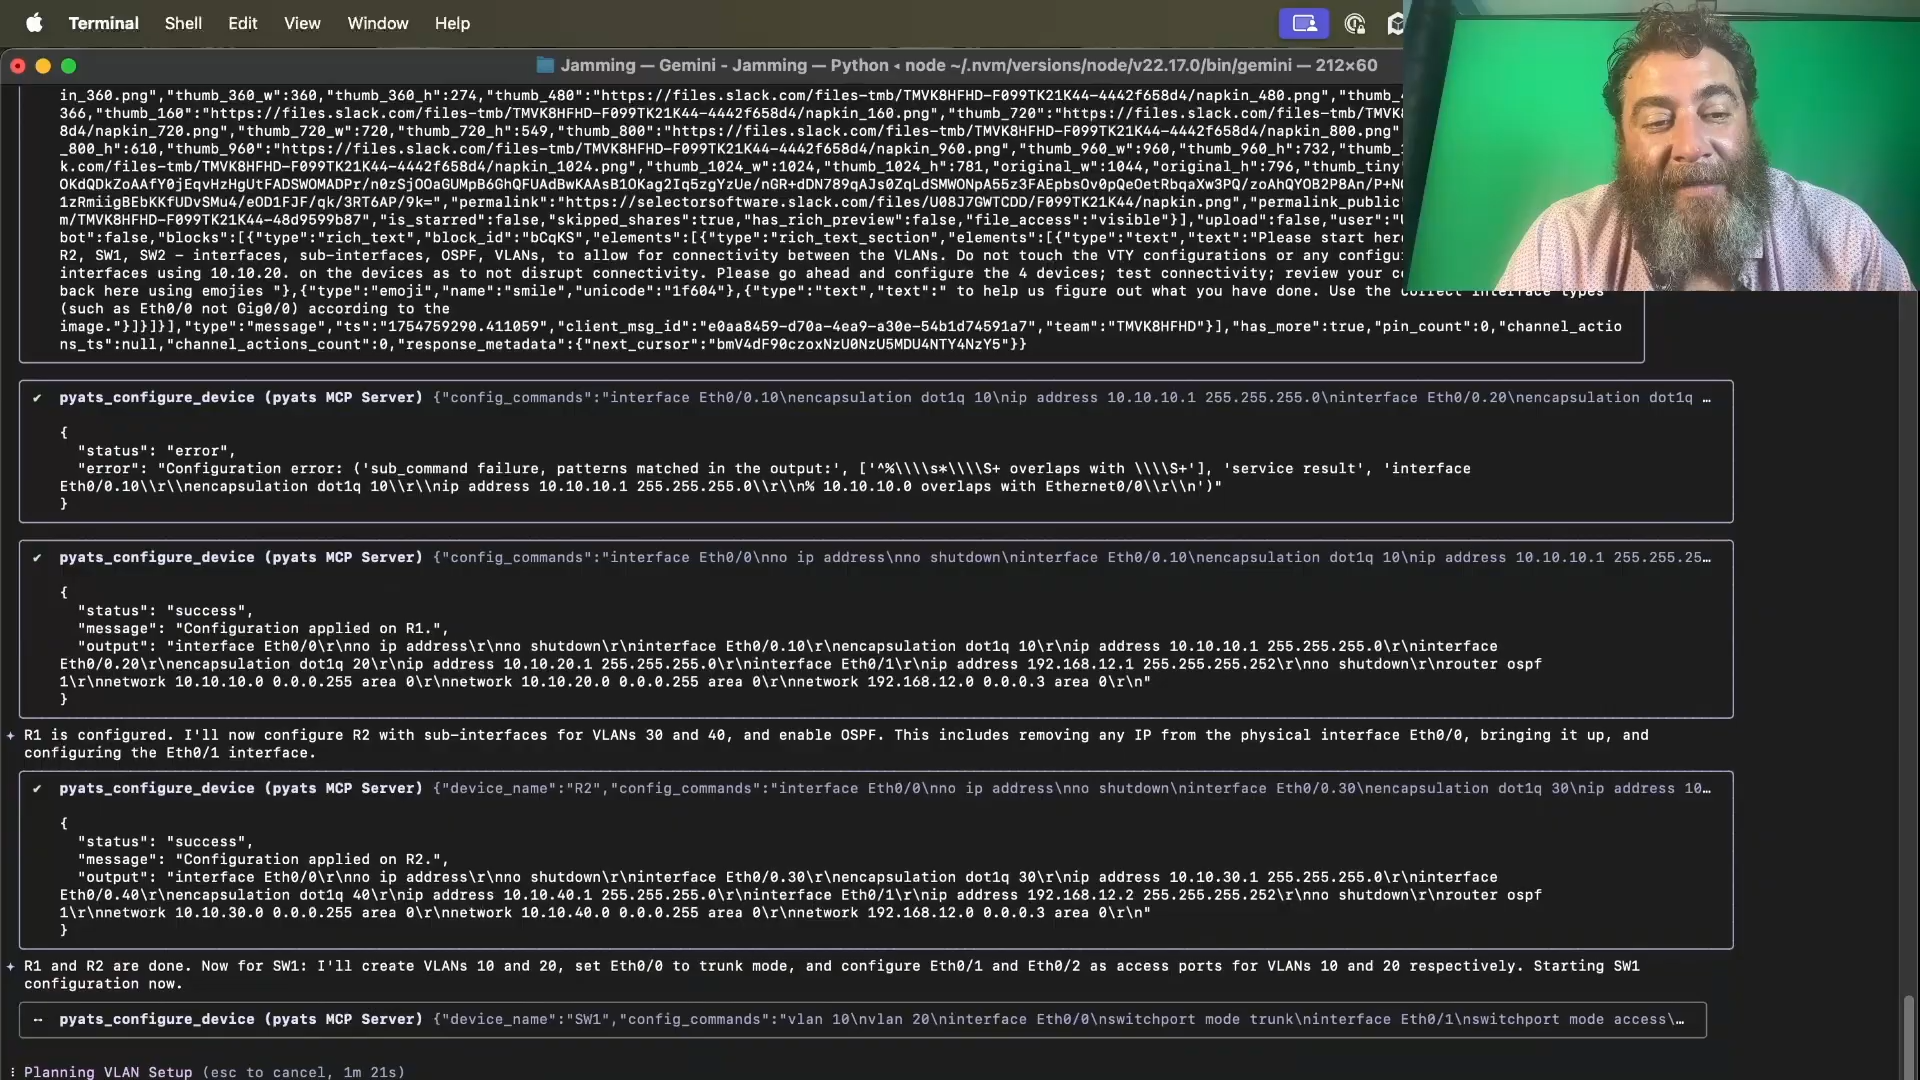 Terminal Shell Edit View Window Help
Jamming — Gemini - Jamming — Python ◂ node ~/.nvm/versions/node/v22.17.0/bin/gemini — 212×60
in_360.png","thumb_360_w":360,"thumb_360_h":274,"thumb_480":"https://files.slack.com/files-tmb/TMVK8HFHD-F099TK21K44-4442f658d4/napkin_480.png","thumb_
366,"thumb_160":"https://files.slack.com/files-tmb/TMVK8HFHD-F099TK21K44-4442f658d4/napkin_160.png","thumb_720":"https://files.slack.com/files-tmb/TMVK8
8d4/napkin_720.png","thumb_720_w":720,"thumb_720_h":549,"thumb_800":"https://files.slack.com/files-tmb/TMVK8HFHD-F099TK21K44-4442f658d4/napkin_800.png"
_800_h":610,"thumb_960":"https://files.slack.com/files-tmb/TMVK8HFHD-F099TK21K44-4442f658d4/napkin_960.png","thumb_960_w":960,"thumb_960_h":732,"thumb_
k.com/files-tmb/TMVK8HFHD-F099TK21K44-4442f658d4/napkin_1024.png","thumb_1024_w":1024,"thumb_1024_h":781,"original_w":1044,"original_h":796,"thumb_tiny
OKdQDkZoAAfY0jEqvHzHgUtFADSWOMADPr/n0zSjOOaGUMpB6GhQFUAdBwKAAsB1OKag2Iq5zgYzUe/nGR+dDN789qAJs0ZqLdSMWONpA55z3FAEpbsOv0pQeOetRbqaXw3PQ/zoAhQYOB2P8An/P+N
1zRmiigBEbKKfUDvSMu4/eOD1FJF/qk/3RT6AP/9k=","permalink":"https://selectorsoftware.slack.com/files/U08J7GWTCDD/F099TK21K44/napkin.png","permalink_public
m/TMVK8HFHD-F099TK21K44-48d9599b87","is_starred":false,"skipped_shares":true,"has_rich_preview":false,"file_access":"visible"}],"upload":false,"user":"
bot":false,"blocks":[{"type":"rich_text","block_id":"bCqKS","elements":[{"type":"rich_text_section","elements":[{"type":"text","text":"Please start her
R2, SW1, SW2 – interfaces, sub-interfaces, OSPF, VLANs, to allow for connectivity between the VLANs. Do not touch the VTY configurations or any configu
interfaces using 10.10.20. on the devices as to not disrupt connectivity. Please go ahead and configure the 4 devices; test connectivity; review your c
back here using emojies "},{"type":"emoji","name":"smile","unicode":"1f604"},{"type":"text","text":" to help us figure out what you have done. Use the correct interface types
(such as Eth0/0 not Gig0/0) according to the
image."}]}]}],"type":"message","ts":"1754759290.411059","client_msg_id":"e0aa8459-d70a-4ea9-a30e-54b1d74591a7","team":"TMVK8HFHD"}],"has_more":true,"pin_count":0,"channel_actio
ns_ts":null,"channel_actions_count":0,"response_metadata":{"next_cursor":"bmV4dF90czoxNzU0NzU5MDU4NTY4NzY5"}}
✔ pyats_configure_device (pyats MCP Server) {"config_commands":"interface Eth0/0.10\nencapsulation dot1q 10\nip address 10.10.10.1 255.255.255.0\ninterface Eth0/0.20\nencapsulation dot1q …
{
"status": "error",
"error": "Configuration error: ('sub_command failure, patterns matched in the output:', ['^%\\\\s*\\\\S+ overlaps with \\\\S+'], 'service result', 'interface
Eth0/0.10\\r\\nencapsulation dot1q 10\\r\\nip address 10.10.10.1 255.255.255.0\\r\\n% 10.10.10.0 overlaps with Ethernet0/0\\r\\n')"
}
✔ pyats_configure_device (pyats MCP Server) {"config_commands":"interface Eth0/0\nno ip address\nno shutdown\ninterface Eth0/0.10\nencapsulation dot1q 10\nip address 10.10.10.1 255.255.25…
{
"status": "success",
"message": "Configuration applied on R1.",
"output": "interface Eth0/0\r\nno ip address\r\nno shutdown\r\ninterface Eth0/0.10\r\nencapsulation dot1q 10\r\nip address 10.10.10.1 255.255.255.0\r\ninterface
Eth0/0.20\r\nencapsulation dot1q 20\r\nip address 10.10.20.1 255.255.255.0\r\ninterface Eth0/1\r\nip address 192.168.12.1 255.255.255.252\r\nno shutdown\r\nrouter ospf
1\r\nnetwork 10.10.10.0 0.0.0.255 area 0\r\nnetwork 10.10.20.0 0.0.0.255 area 0\r\nnetwork 192.168.12.0 0.0.0.3 area 0\r\n"
}
✦ R1 is configured. I'll now configure R2 with sub-interfaces for VLANs 30 and 40, and enable OSPF. This includes removing any IP from the physical interface Eth0/0, bringing it up, and
configuring the Eth0/1 interface.
✔ pyats_configure_device (pyats MCP Server) {"device_name":"R2","config_commands":"interface Eth0/0\nno ip address\nno shutdown\ninterface Eth0/0.30\nencapsulation dot1q 30\nip address 10…
{
"status": "success",
"message": "Configuration applied on R2.",
"output": "interface Eth0/0\r\nno ip address\r\nno shutdown\r\ninterface Eth0/0.30\r\nencapsulation dot1q 30\r\nip address 10.10.30.1 255.255.255.0\r\ninterface
Eth0/0.40\r\nencapsulation dot1q 40\r\nip address 10.10.40.1 255.255.255.0\r\ninterface Eth0/1\r\nip address 192.168.12.2 255.255.255.252\r\nno shutdown\r\nrouter ospf
1\r\nnetwork 10.10.30.0 0.0.0.255 area 0\r\nnetwork 10.10.40.0 0.0.0.255 area 0\r\nnetwork 192.168.12.0 0.0.0.3 area 0\r\n"
}
✦ R1 and R2 are done. Now for SW1: I'll create VLANs 10 and 20, set Eth0/0 to trunk mode, and configure Eth0/1 and Eth0/2 as access ports for VLANs 10 and 20 respectively. Starting SW1
configuration now.
pyats_configure_device (pyats MCP Server) {"device_name":"SW1","config_commands":"vlan 10\nvlan 20\ninterface Eth0/0\nswitchport mode trunk\ninterface Eth0/1\nswitchport mode access\…
Planning VLAN Setup (esc to cancel, 1m 21s)